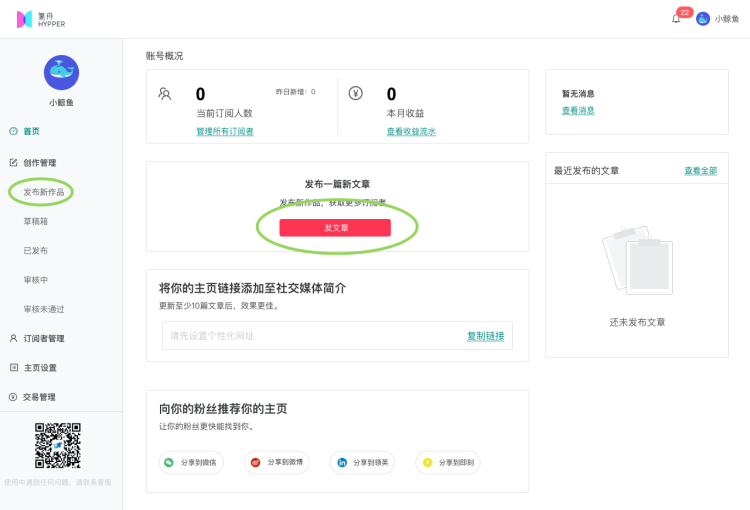 氢舟
HYPPER
22
小鲸鱼
小鲸鱼
首页
创作管理
发布新作品
草稿箱
已发布
审核中
审核未通过
订阅者管理
主页设置
交易管理
使用中遇到任何问题，请联系客服
账号概况
0
昨日新增：0
当前订阅人数
管理所有订阅者
0
本月收益
查看收益流水
发布一篇新文章
发布新作品，获取更多订阅者
发文章
将你的主页链接添加至社交媒体简介
更新至少10篇文章后，效果更佳。
请先设置个性化网址
复制链接
向你的粉丝推荐你的主页
让你的粉丝更快能找到你。
分享到微信
分享到微博
分享到领英
分享到即刻
暂无消息
查看消息
最近发布的文章
查看全部
还未发布文章